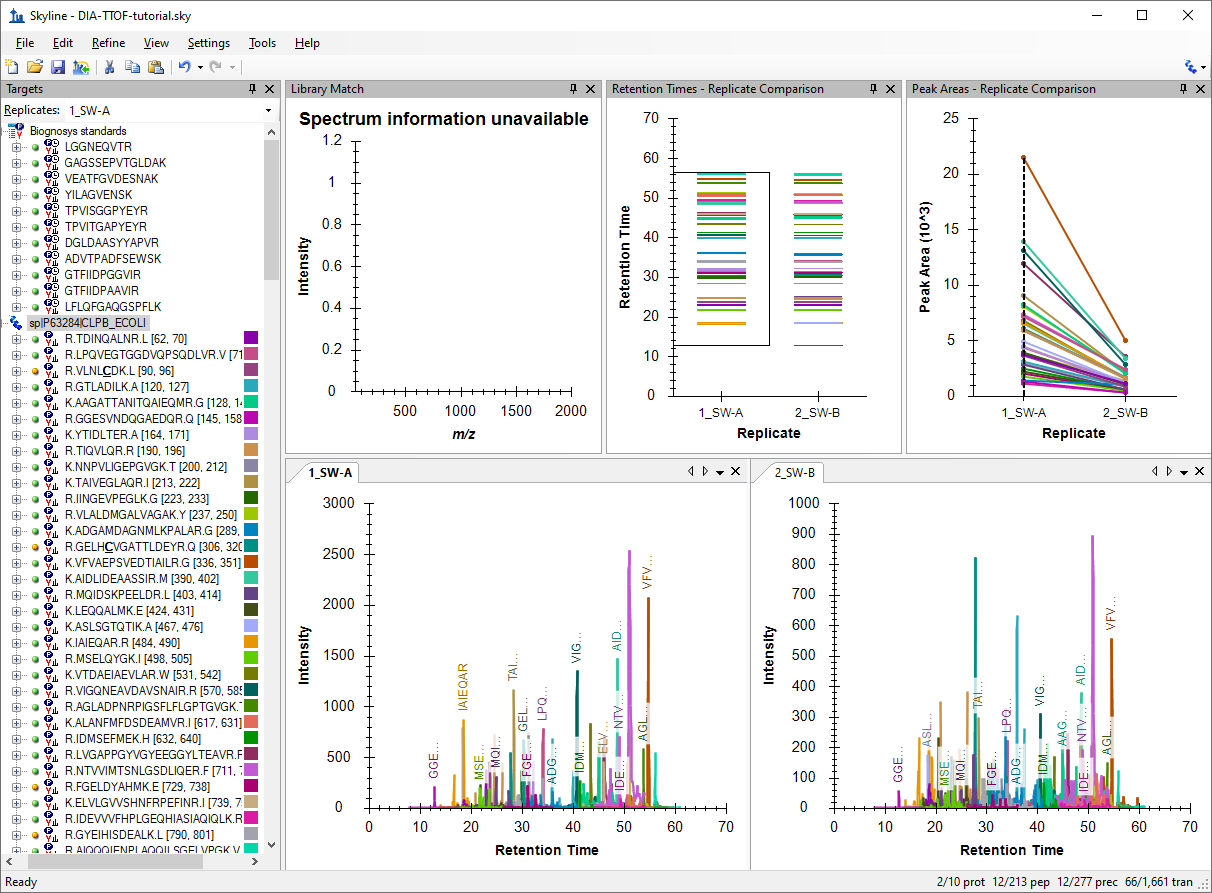 Skyline - DIA-TTOF-tutorial.sky
File Edit Refine View Settings Tools Help
Targets
Replicates: 1_SW-A
Biognosys standards
LGGNEQVTR
GAGSSEPVTGLDAK
VEATFGVDESNAK
YILAGVENSK
TPVISGGPYEYR
TPVITGAPYEYR
DGLDAASYYAPVR
ADVTPADFSEWSK
GTFIIDPGGVIR
GTFIIDPAAVIR
LFLQFGAQGSPFLK
sp|P63284|CLPB_ECOLI
R.TDINQALNR.L [62, 70]
R.LPQVEGTGGDVQPSQDLVR.V [71
R.VLNLCDK.L [90, 96]
R.GTLADILK.A [120, 127]
K.AAGATTANITQAIEQMR.G [128, 14
R.GGESVNDQGAEDQR.Q [145, 158
K.YTIDLTER.A [164, 171]
R.TIQVLQR.R [190, 196]
K.NNPVLIGEPGVGK.T [200, 212]
K.TAIVEGLAQR.I [213, 222]
R.IINGEVPEGLK.G [223, 233]
R.VLALDMGALVAGAK.Y [237, 250]
K.ADGAMDAGNMLKPALAR.G [289,
R.GELHCVGATTLDEYR.Q [306, 320
K.VFVAEPSVEDTIAILR.G [336, 351]
K.AIDLIDEAASSIR.M [390, 402]
R.MQIDSKPEELDR.L [403, 414]
K.LEQQALMK.E [424, 431]
K.ASLSGTQTIK.A [467, 476]
K.IAIEQAR.R [484, 490]
R.MSELQYGK.I [498, 505]
K.VTDAEIAEVLAR.W [531, 542]
R.VIGQNEAVDAVSNAIR.R [570, 585
R.AGLADPNRPIGSFLFLGPTGVGK.
K.ALANFMFDSDEAMVR.I [617, 631]
R.IDMSEFMEK.H [632, 640]
R.LVGAPPGYVGYEEGGYLTEAVR.R
R.NTVVIMTSNLGSDLIQER.F [711,
R.FGELDYAHMK.E [729, 738]
K.ELVLGVVSHNFRPEFINR.I [739, 7
R.IDEVVVFHPLGEQHIASIAQIQLK.R
R.GYEIHISDEALK.L [790, 801]
R.AIQQQIENPLAQQILSGELVPGK.V
Library Match
Spectrum information unavailable
1.2
1
0.8
0.6
0.4
0.2
0
Intensity
500 1000 1500 2000
m/z
Retention Times - Replicate Comparison
70
60
50
40
30
20
10
0
Retention Time
1_SW-A 2_SW-B
Replicate
Peak Areas - Replicate Comparison
25
20
15
10
5
0
Peak Area (10^3)
1_SW-A 2_SW-B
Replicate
1_SW-A
3000
2500
2000
1500
1000
500
0
Intensity
GGE...
IAIEQAR
MSE...
MQI...
TAI...
GEL...
FGE...
LPQ...
ADG...
VIG...
IDM...
ELV...
AID...
NTV...
IDE...
AGL...
VFV...
0 10 20 30 40 50 60 70
Retention Time
2_SW-B
1000
900
800
700
600
500
400
300
200
100
0
Intensity
GGE...
ASL...
MSE...
MQI...
TAI...
FGE...
LPQ...
ADG...
VIG...
IDM...
AAG...
AID...
NTV...
IDE...
AGL...
VFV...
0 10 20 30 40 50 60 70
Retention Time
Ready
2/10 prot 12/213 pep 12/277 prec 66/1,661 tran